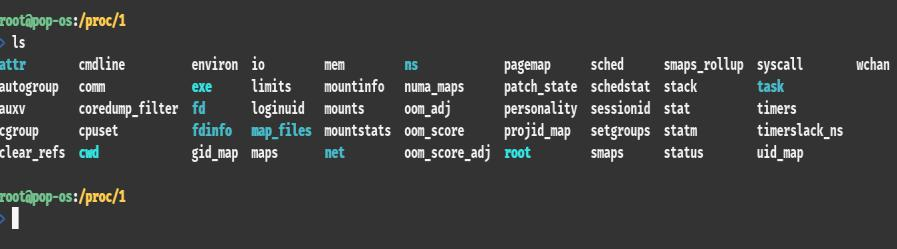 root@pop-os:/proc/1
> ls
attr cmdline environ io mem ns pagemap sched smaps_rollup syscall wchan
autogroup comm exe limits mountinfo numa_maps patch_state schedstat stack task
auxv coredump_filter fd loginuid mounts oom_adj personality sessionid stat timers
cgroup cpuset fdinfo map_files mountstats oom_score projid_map setgroups statm timerslack_ns
clear_refs cwd gid_map maps net oom_score_adj root smaps status uid_map
root@pop-os:/proc/1
>